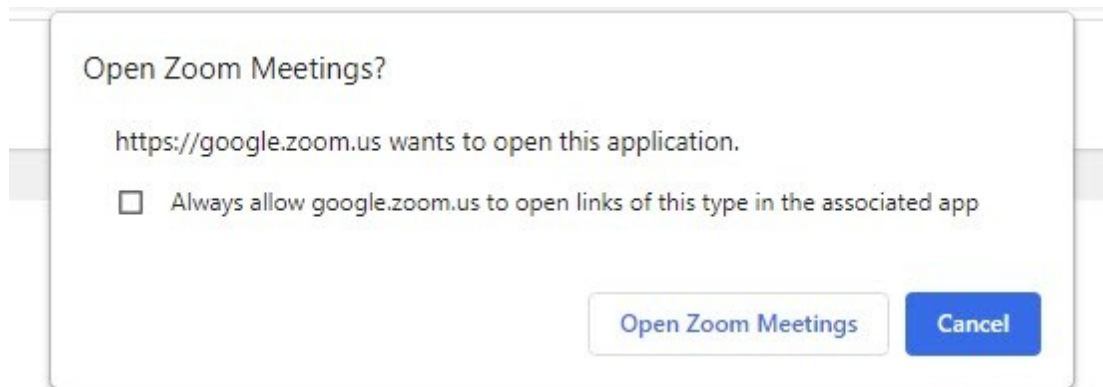 Open Zoom Meetings?
https://google.zoom.us wants to open this application.
Always allow google.zoom.us to open links of this type in the associated app
Open Zoom Meetings
Cancel